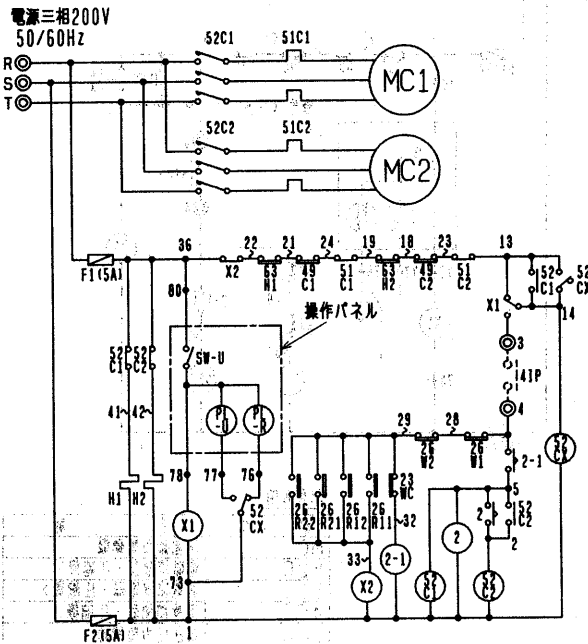 電源三相200V
50/60Hz
R
S
T
52C1
51C1
MC1
52C2
51C2
MC2
36
22
21
24
19
18
23
13
F1(5A)
X2
63
H1
49
C1
51
C1
63
H2
49
C2
51
C2
52
C1
52
CX
80
X1
14
操作パネル
SW-U
3
41P
4
52
C1
52
C2
41
42
P
-R
29
28
26
W2
26
W1
2-1
78
77
76
H1
H2
26
R22
26
R21
26
R12
26
R11
23
WC
32
5
X1
52
CX
2
52
C2
2
2
33
X2
2-1
52
C1
52
C2
73
F2(5A)
1